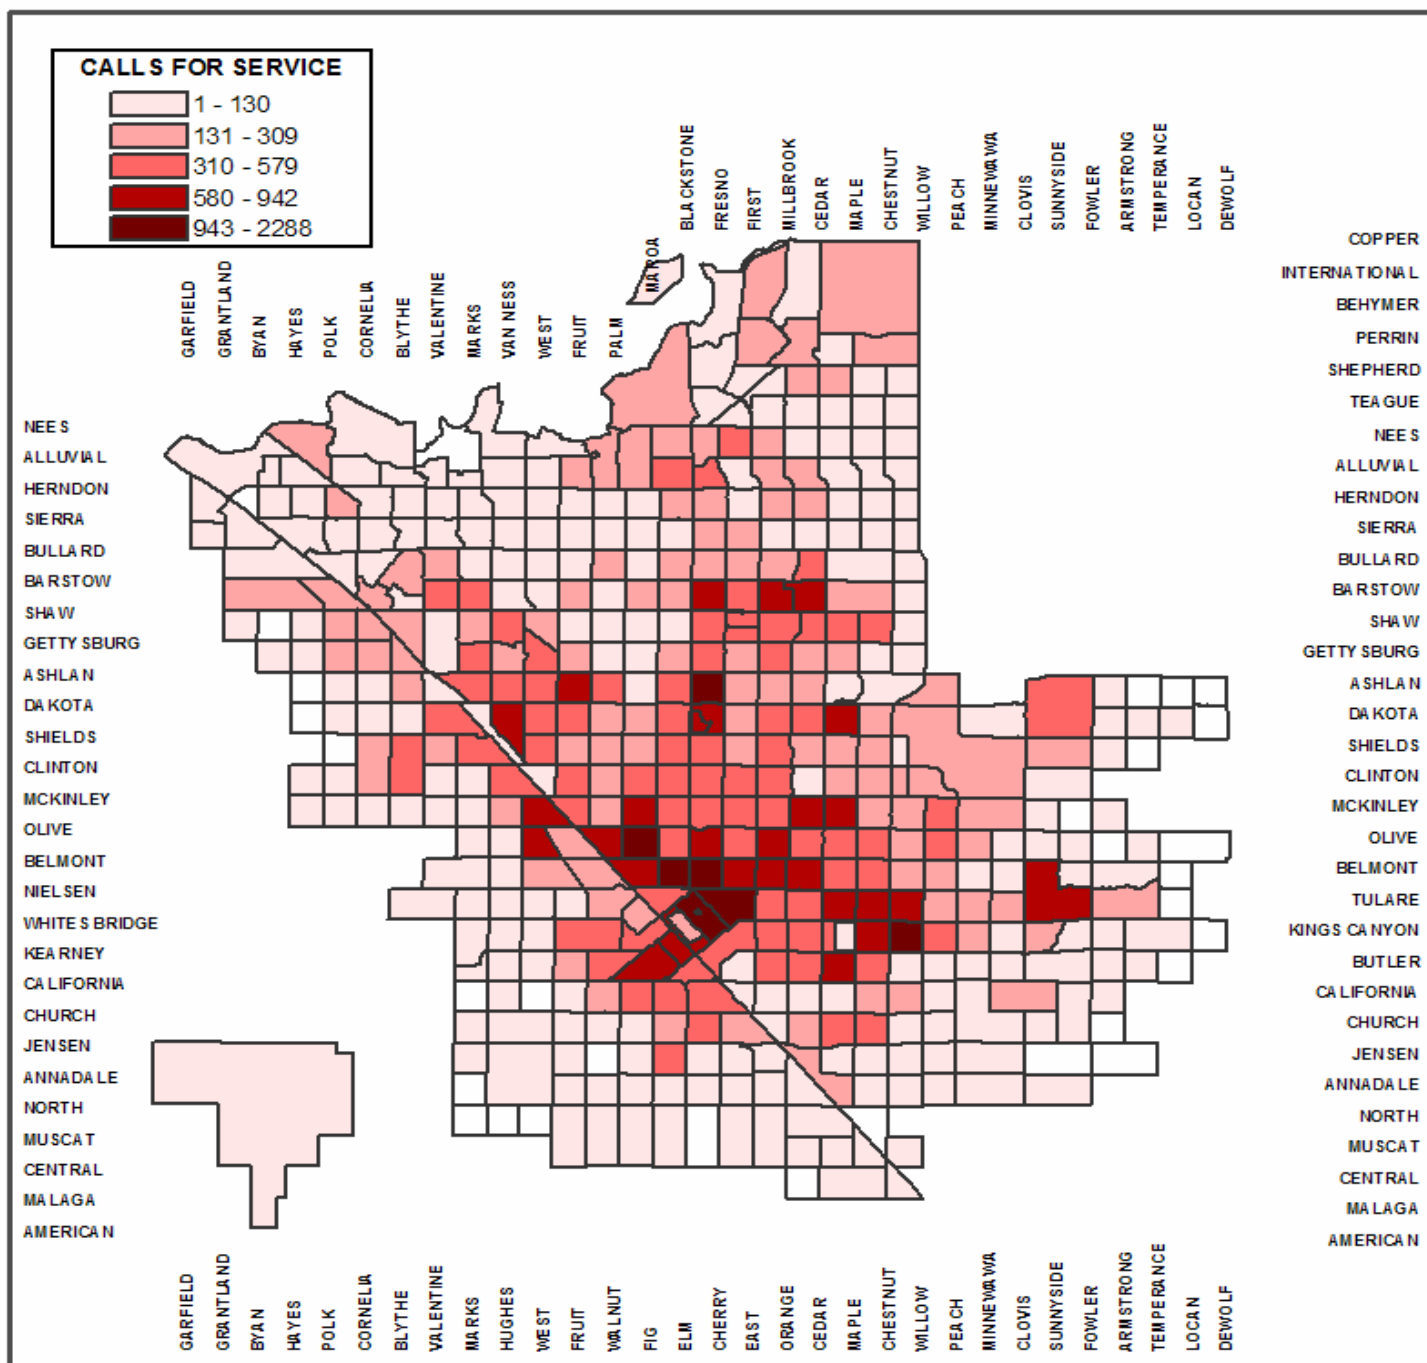 CALLS FOR SERVICE
1 - 130
131 - 309
310 - 579
580 - 942
943 - 2288
GARFIELD
GRANTLAND
BYAN
HAYES
POLK
CORNELIA
BLYTHE
VALENTINE
MARKS
VAN NESS
WEST
FRUIT
PALM
MAROA
BLACKSTONE
FRESNO
FIRST
MILLBROOK
CEDAR
MAPLE
CHESTNUT
WILLOW
PEACH
MINNEWAWA
CLOVIS
SUNNYSIDE
FOWLER
ARMSTRONG
TEMPERANCE
LOCAN
DEWOLF
NEES
ALLUVIAL
HERNDON
SIERRA
BULLARD
BARSTOW
SHAW
GETTYSBURG
ASHLAN
DAKOTA
SHIELDS
CLINTON
MCKINLEY
OLIVE
BELMONT
NIELSEN
WHITESBRIDGE
KEARNEY
CALIFORNIA
CHURCH
JENSEN
ANNADALE
NORTH
MUSCAT
CENTRAL
MALAGA
AMERICAN
COPPER
INTERNATIONAL
BEHYMER
PERRIN
SHEPHERD
TEAGUE
NEES
ALLUVIAL
HERNDON
SIERRA
BULLARD
BARSTOW
SHAW
GETTYSBURG
ASHLAN
DAKOTA
SHIELDS
CLINTON
MCKINLEY
OLIVE
BELMONT
TULARE
KINGS CANYON
BUTLER
CALIFORNIA
CHURCH
JENSEN
ANNADALE
NORTH
MUSCAT
CENTRAL
MALAGA
AMERICAN
GARFIELD
GRANTLAND
BYAN
HAYES
POLK
CORNELIA
BLYTHE
VALENTINE
MARKS
HUGHES
WEST
FRUIT
WALNUT
FIG
ELM
CHERRY
EAST
ORANGE
CEDAR
MAPLE
CHESTNUT
WILLOW
PEACH
MINNEWAWA
CLOVIS
SUNNYSIDE
FOWLER
ARMSTRONG
TEMPERANCE
LOCAN
DEWOLF